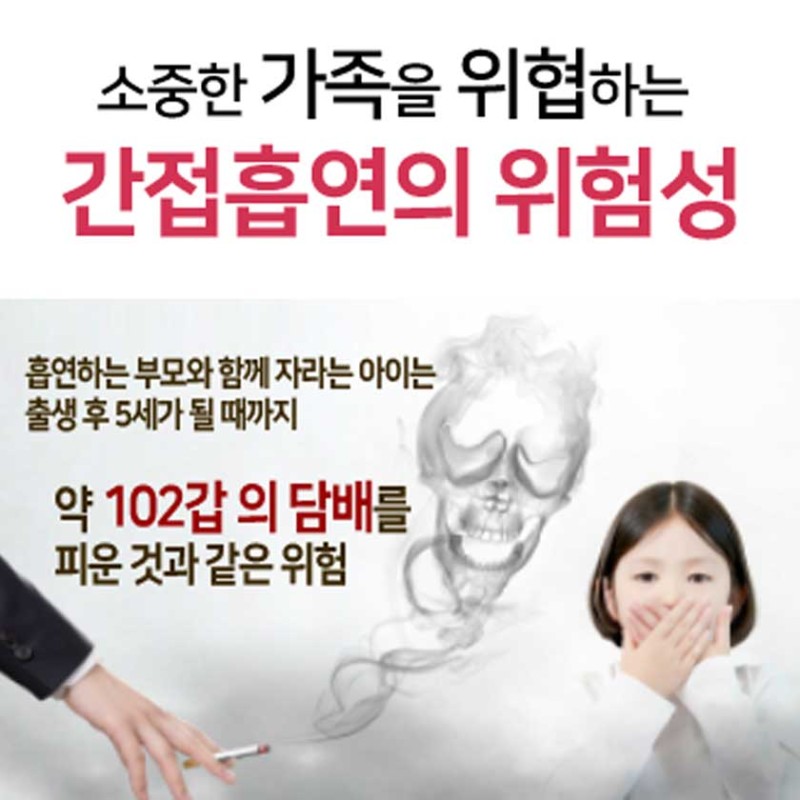 소중한 가족을 위협하는
간접흡연의 위험성
흡연하는 부모와 함께 자라는 아이는
출생 후 5세가 될 때까지
약 102갑 의 담배를
피운 것과 같은 위험